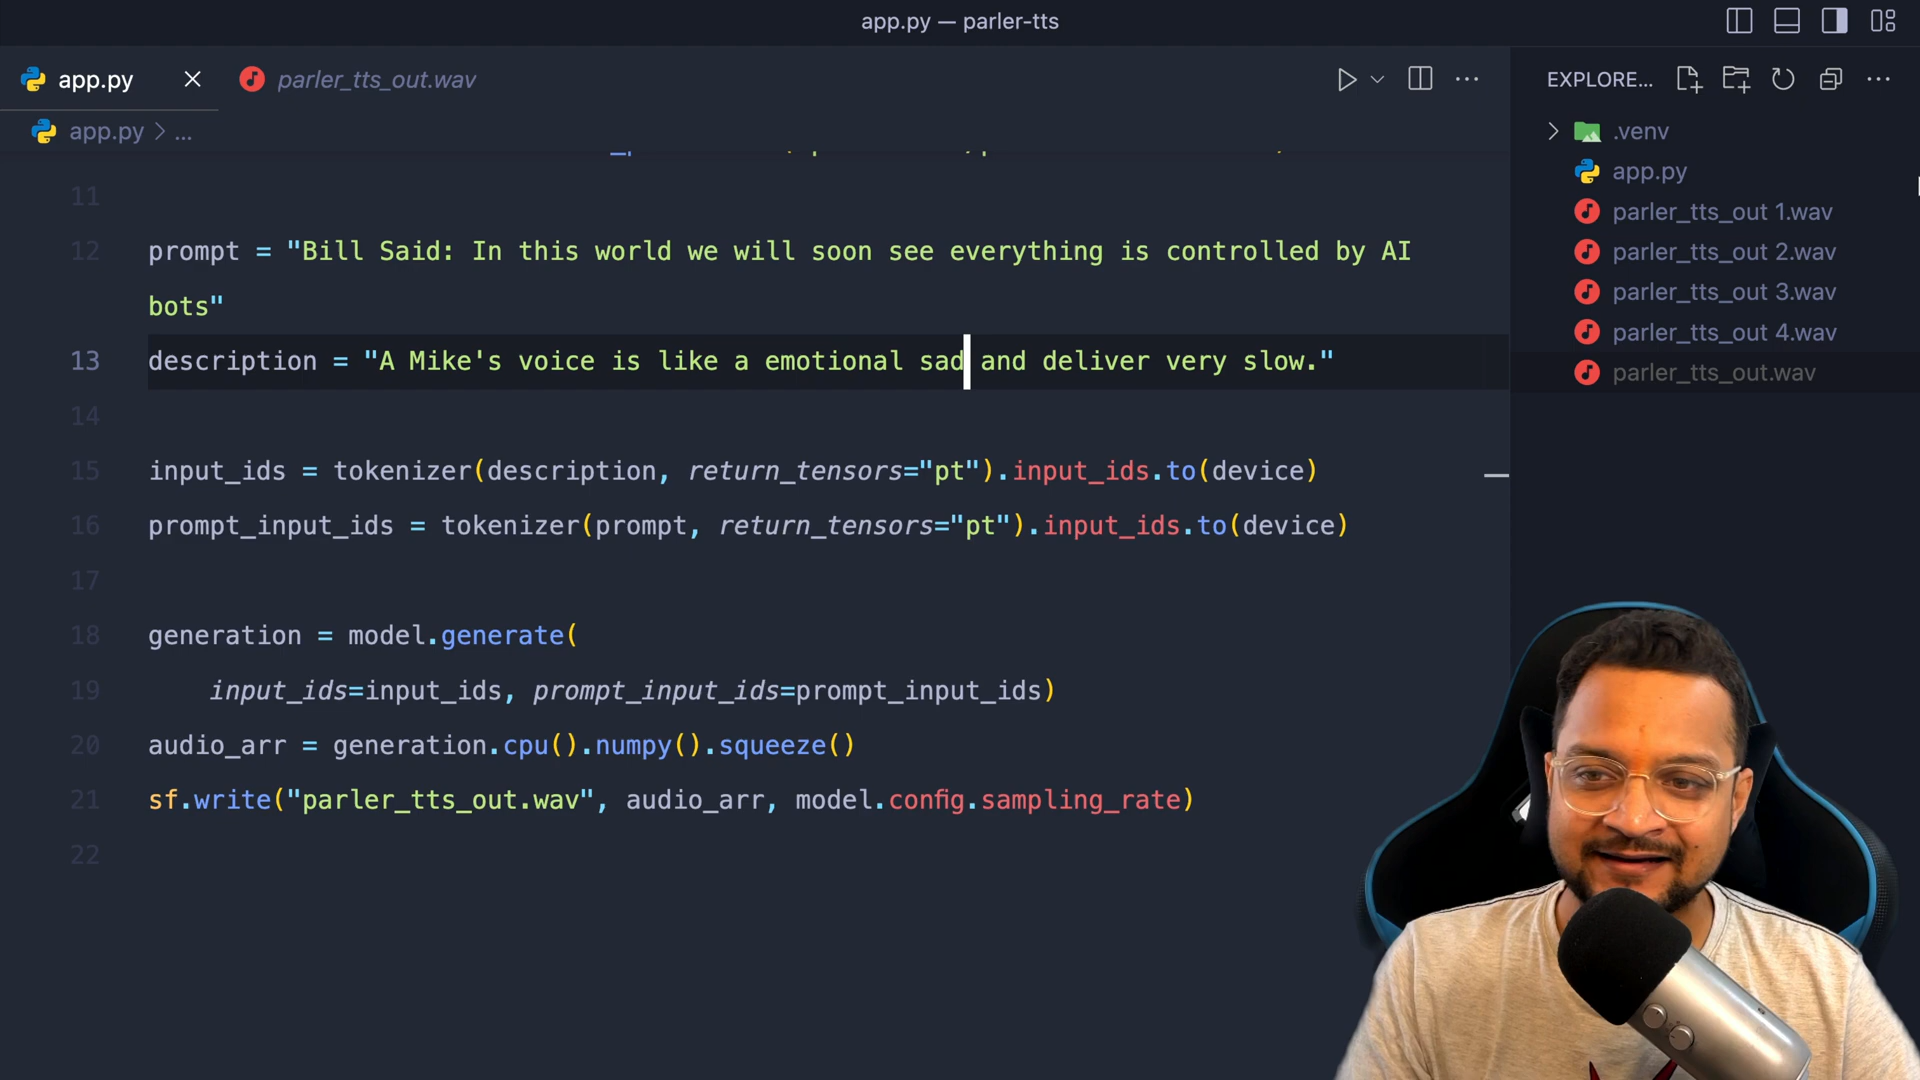 app.py — parler-tts
app.py
parler_tts_out.wav
EXPLORE...
app.py > ...
11
12 prompt = "Bill Said: In this world we will soon see everything is controlled by AI
bots"
13 description = "A Mike's voice is like a emotional sad and deliver very slow."
14
15 input_ids = tokenizer(description, return_tensors="pt").input_ids.to(device)
16 prompt_input_ids = tokenizer(prompt, return_tensors="pt").input_ids.to(device)
17
18 generation = model.generate(
19 input_ids=input_ids, prompt_input_ids=prompt_input_ids)
20 audio_arr = generation.cpu().numpy().squeeze()
21 sf.write("parler_tts_out.wav", audio_arr, model.config.sampling_rate)
22
.venv
app.py
parler_tts_out 1.wav
parler_tts_out 2.wav
parler_tts_out 3.wav
parler_tts_out 4.wav
parler_tts_out.wav